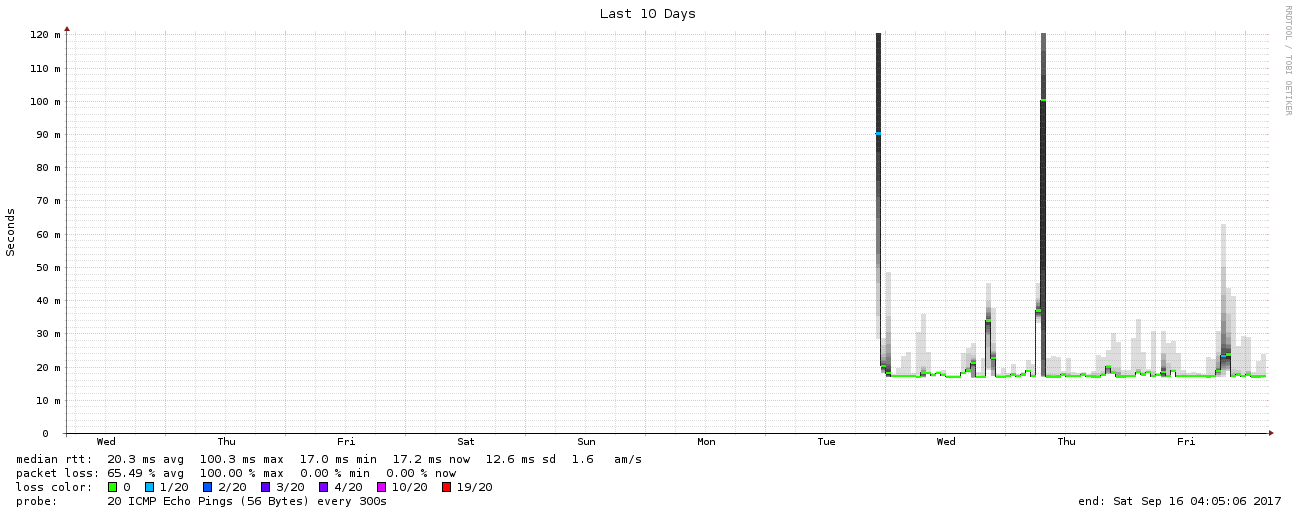 Last 10 Days
RRDTOOL / TOBI OETIKER
Seconds
120 m
110 m
100 m
90 m
80 m
70 m
60 m
50 m
40 m
30 m
20 m
10 m
0
Wed Thu Fri Sat Sun Mon Tue Wed Thu Fri
median rtt: 20.3 ms avg 100.3 ms max 17.0 ms min 17.2 ms now 12.6 ms sd 1.6 am/s
packet loss: 65.49 % avg 100.00 % max 0.00 % min 0.00 % now
loss color: 0 1/20 2/20 3/20 4/20 10/20 19/20
probe: 20 ICMP Echo Pings (56 Bytes) every 300s end: Sat Sep 16 04:05:06 2017